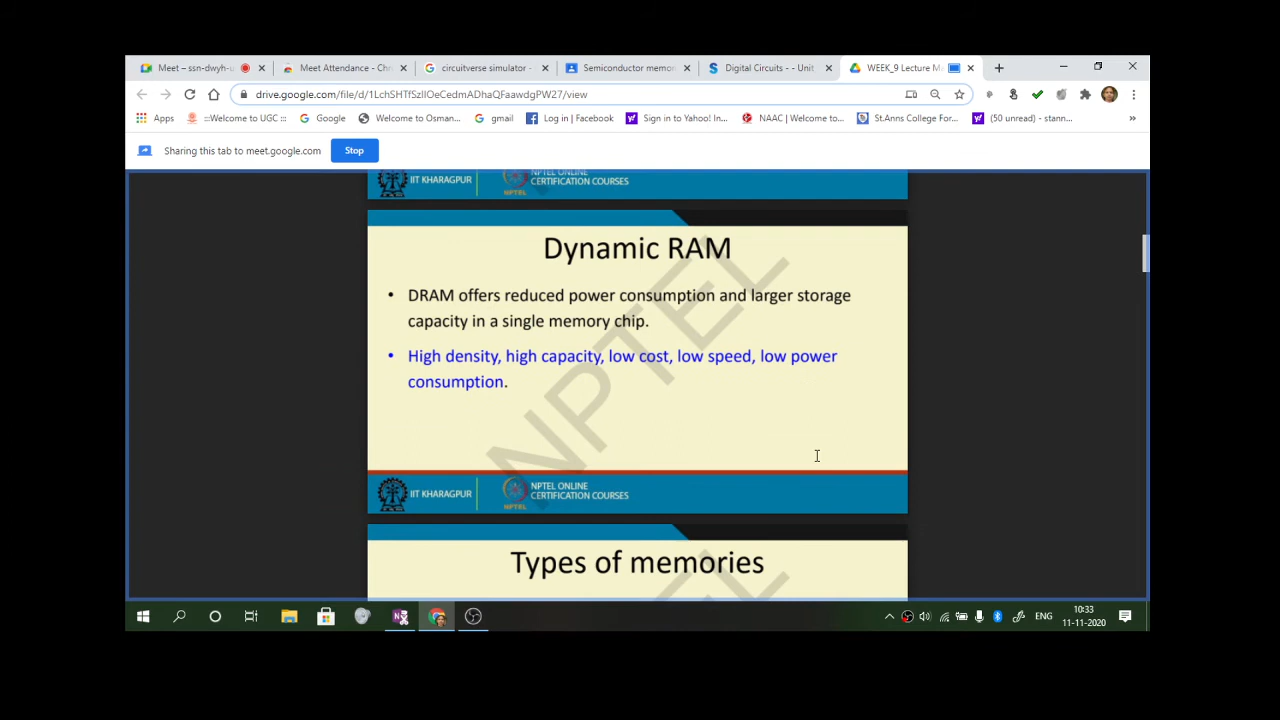 Meet – ssn-dwyh-u
Meet Attendance - Chr
circuitverse simulator -
Semiconductor memor
Digital Circuits - - Unit
WEEK_9 Lecture M
drive.google.com/file/d/1LchSHTfSzIIOeCedmADhaQFaawdgPW27/view
Apps
::Welcome to UGC ::
Google
Welcome to Osman...
gmail
Log in | Facebook
Sign in to Yahoo! In...
NAAC | Welcome to...
St.Anns College For...
(50 unread) - stann...
»
Sharing this tab to meet.google.com
Stop
IIT KHARAGPUR
NPTEL
NPTEL ONLINE
CERTIFICATION COURSES
Dynamic RAM
• DRAM offers reduced power consumption and larger storage
capacity in a single memory chip.
• High density, high capacity, low cost, low speed, low power
consumption.
NPTEL
IIT KHARAGPUR
NPTEL
NPTEL ONLINE
CERTIFICATION COURSES
Types of memories
ENG
10:33
11-11-2020